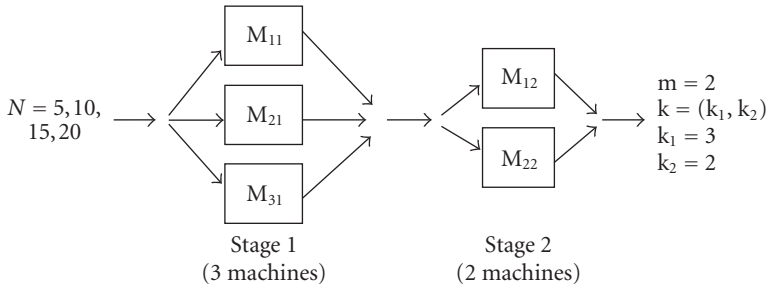 N = 5, 10,
15, 20
M₁₁
M₂₁
M₃₁
Stage 1
(3 machines)
M₁₂
M₂₂
Stage 2
(2 machines)
m = 2
k = (k₁, k₂)
k₁ = 3
k₂ = 2